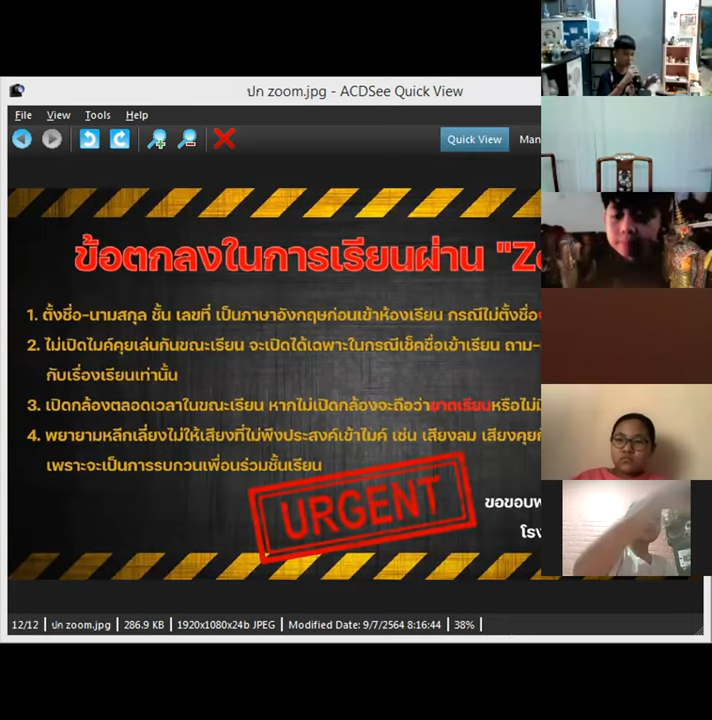 ปก zoom.jpg - ACDSee Quick View
File View Tools Help
Quick View
ข้อตกลงในการเรียนผ่าน
1. ตั้งชื่อ-นามสกุล ชั้น เลขที่ เป็นภาษาอังกฤษก่อนเข้าห้องเรียน กรณีไม่ตั้งชื่อ
2. ไม่เปิดไมค์คุยเล่นกันขณะเรียน จะเปิดได้เฉพาะในกรณีเช็คชื่อเข้าเรียน ถาม-
กับเรื่องเรียนเท่านั้น
3. เปิดกล้องตลอดเวลาในขณะเรียน หากไม่เปิดกล้องจะถือว่าขาดเรียนหรือไม่
4. พยายามหลีกเลี่ยงไม่ให้เสียงที่ไม่พึงประสงค์เข้าไมค์ เช่น เสียงลม เสียงคุย
เพราะจะเป็นการรบกวนเพื่อนร่วมชั้นเรียน
URGENT
12/12 ปก zoom.jpg 286.9 KB 1920x1080x24b JPEG Modified Date: 9/7/2564 8:16:44 38%